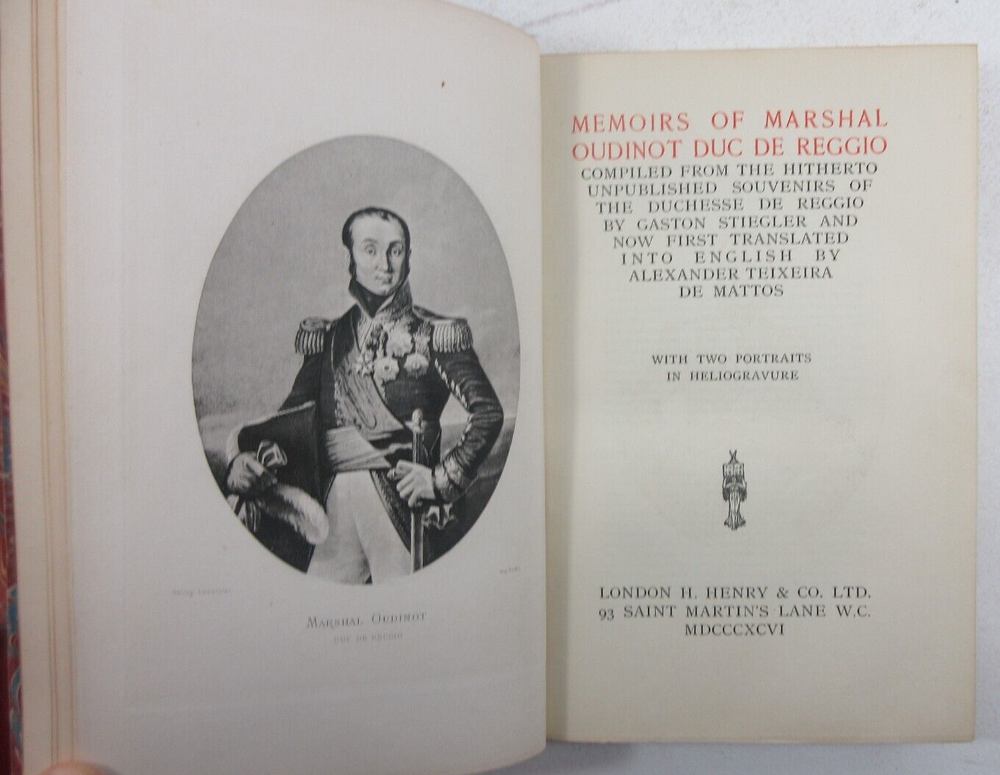 MARSHAL OUDINOT
DUC DE REGGIO
MEMOIRS OF MARSHAL
OUDINOT DUC DE REGGIO
COMPILED FROM THE HITHERTO
UNPUBLISHED SOUVENIRS OF
THE DUCHESSE DE REGGIO
BY GASTON STIEGLER AND
NOW FIRST TRANSLATED
INTO ENGLISH BY
ALEXANDER TEIXEIRA
DE MATTOS
WITH TWO PORTRAITS
IN HELIOGRAVURE
LONDON H. HENRY & CO. LTD.
93 SAINT MARTIN'S LANE W.C.
MDCCCXCVI